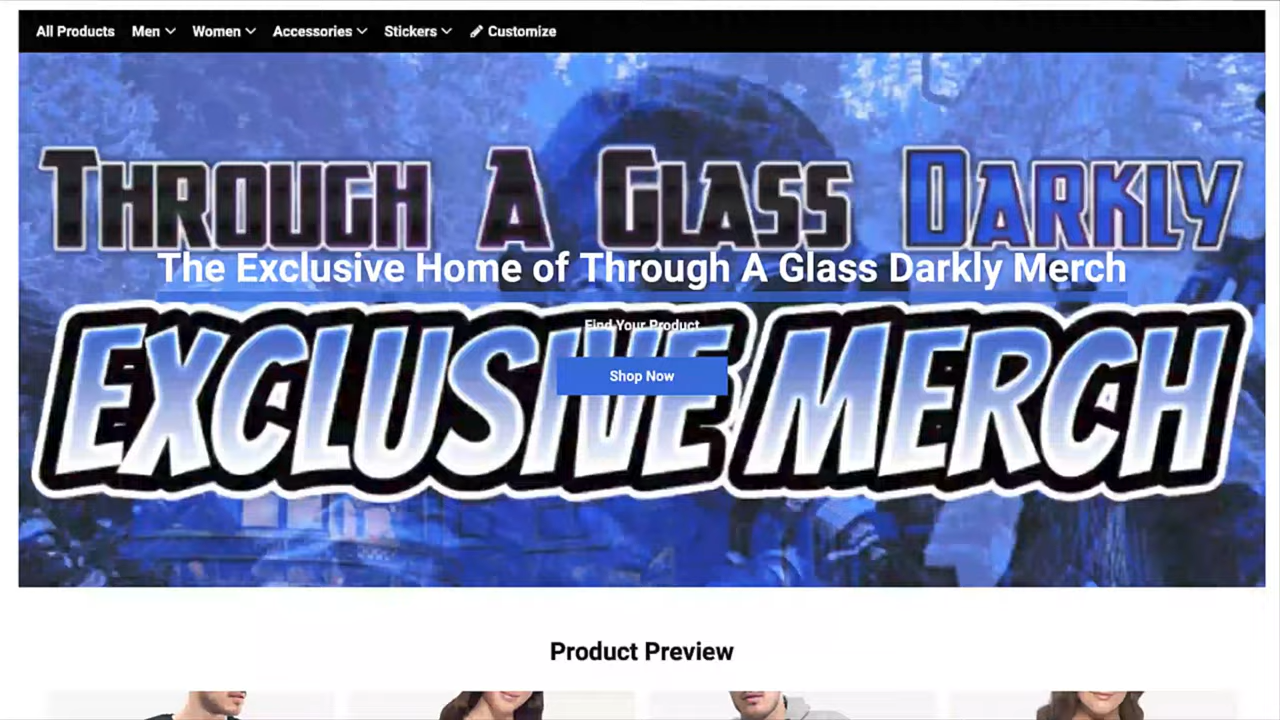 All Products Men Women Accessories Stickers Customize
THROUGH A GLASS DARKLY
The Exclusive Home of Through A Glass Darkly Merch
Find Your Product
EXCLUSIVE MERCH
Shop Now
Product Preview